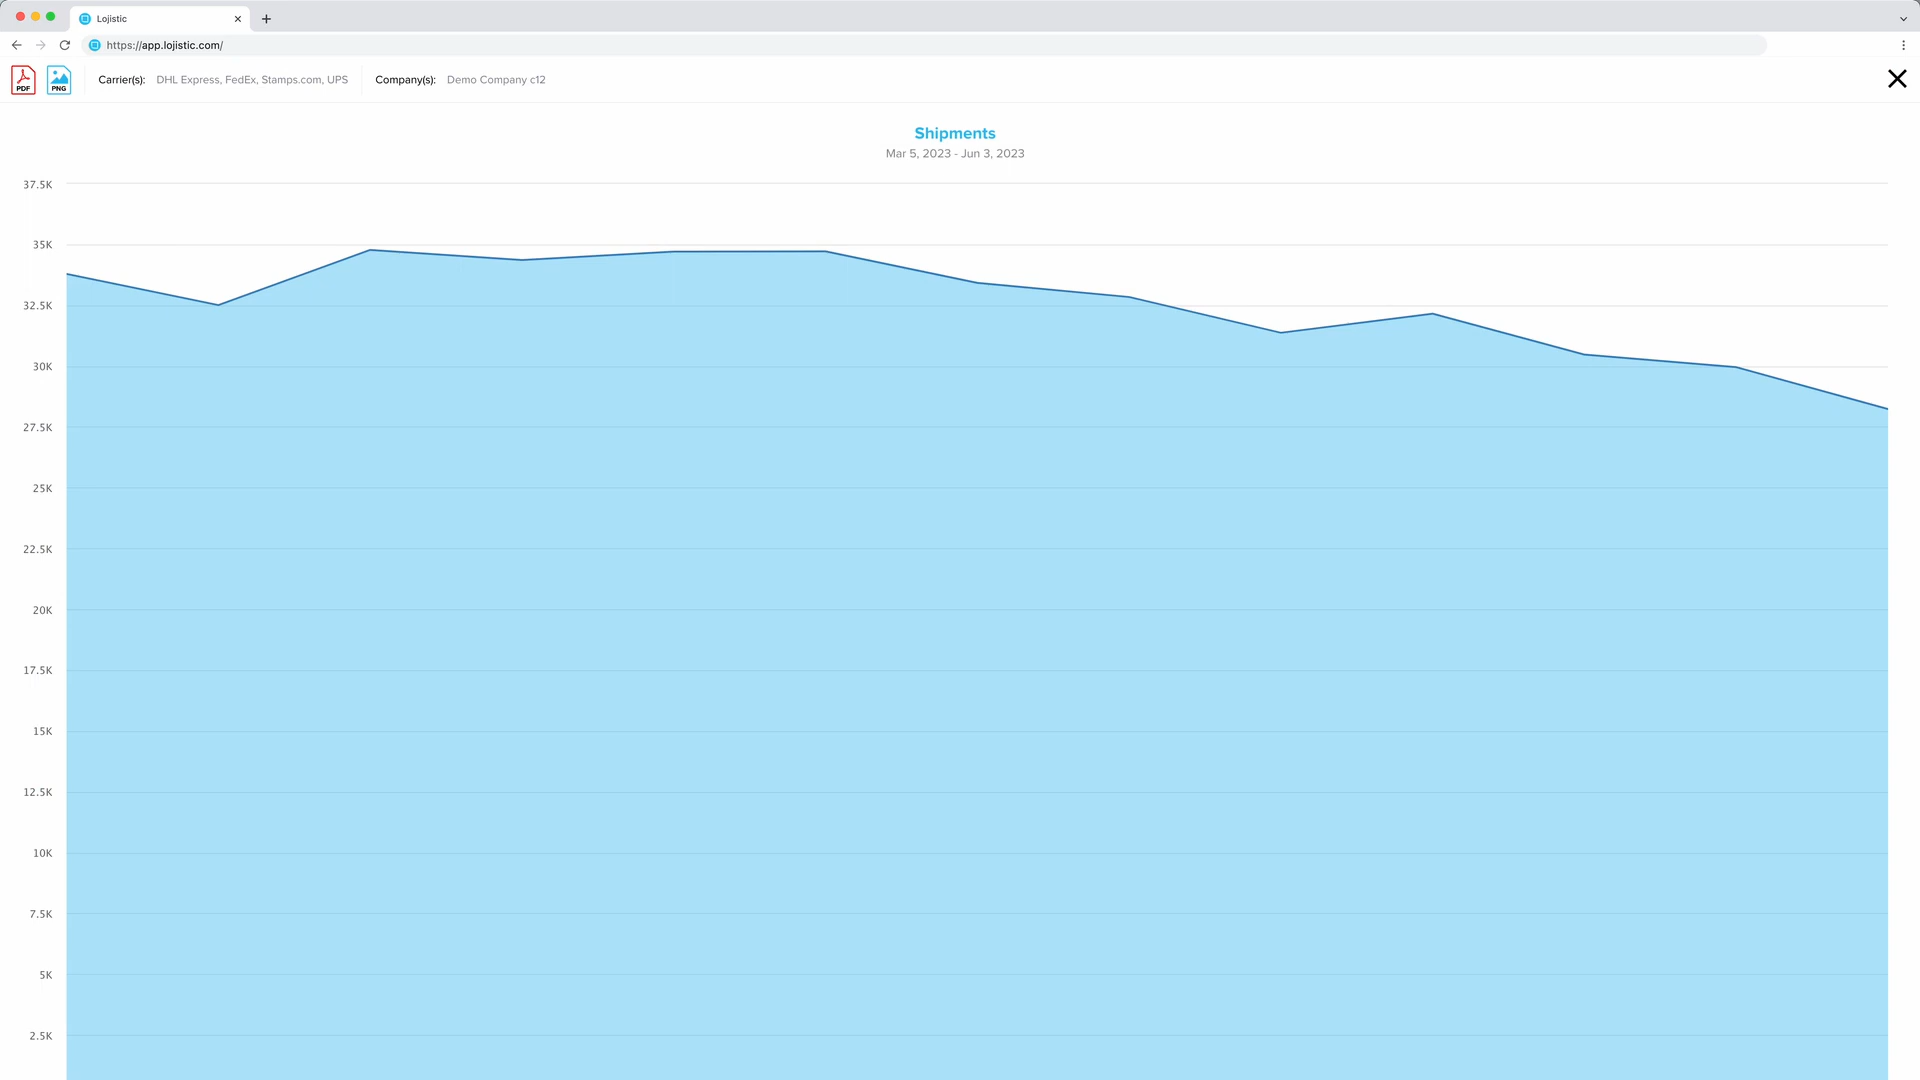 Lojistic
https://app.lojistic.com/
PDF
PNG
Carrier(s): DHL Express, FedEx, Stamps.com, UPS
Company(s): Demo Company c12
Shipments
Mar 5, 2023 - Jun 3, 2023
37.5K
35K
32.5K
30K
27.5K
25K
22.5K
20K
17.5K
15K
12.5K
10K
7.5K
5K
2.5K